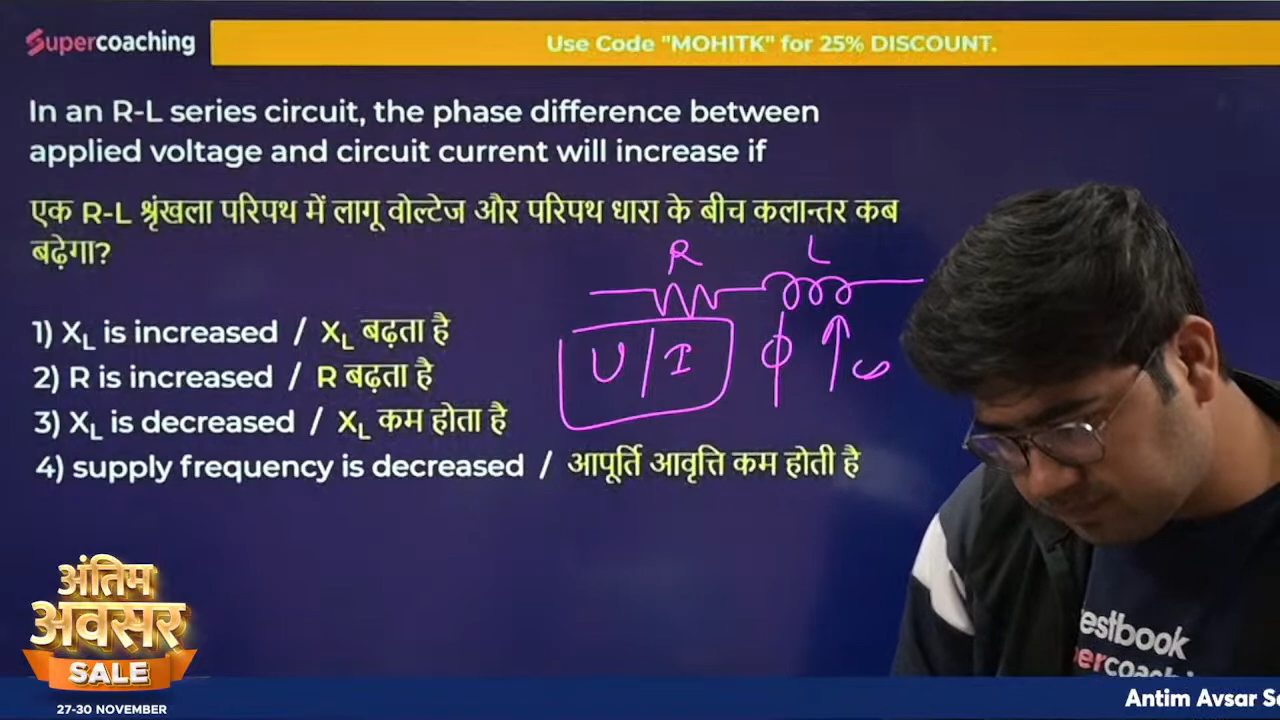 Supercoaching
Use Code "MOHITK" for 25% DISCOUNT.
In an R-L series circuit, the phase difference between
applied voltage and circuit current will increase if
एक R-L श्रृंखला परिपथ में लागू वोल्टेज और परिपथ धारा के बीच कलान्तर कब
बढ़ेगा?
R L
1) XL is increased / XL बढ़ता है
2) R is increased / R बढ़ता है
3) XL is decreased / XL कम होता है
4) supply frequency is decreased / आपूर्ति आवृत्ति कम होती है
U / I ϕ
estbook
percoac
अंतिम
अवसर
SALE
27-30 NOVEMBER
Antim Avsar Sa